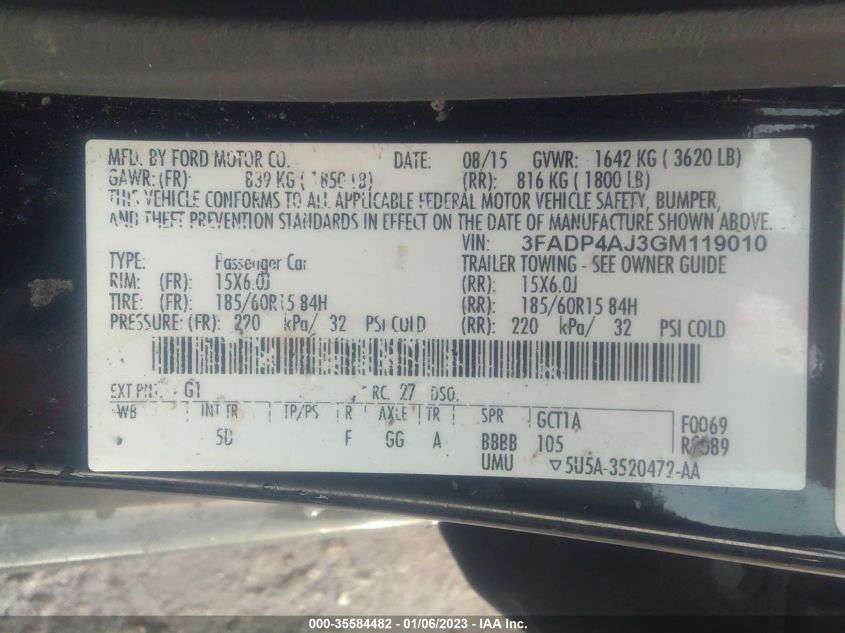 MFD. BY FORD MOTOR CO. DATE: 08/15 GVWR: 1642 KG ( 3620 LB)
GAWR: (FR) 839 KG ( 1850 LB) (RR): 816 KG ( 1800 LB)
THIS VEHICLE CONFORMS TO ALL APPLICABLE FEDERAL MOTOR VEHICLE SAFETY, BUMPER,
AND THEFT PREVENTION STANDARDS IN EFFECT ON THE DATE OF MANUFACTURE SHOWN ABOVE.
VIN: 3FADP4AJ3GM119010
TYPE: Passenger Car TRAILER TOWING - SEE OWNER GUIDE
RIM: (FR) 15X6.0J (RR): 15X6.0J
TIRE: (FR) 185/60R15 84H (RR): 185/60R15 84H
PRESSURE: (FR) 220 kPa/ 32 PSI COLD (RR): 220 kPa/ 32 PSI COLD
EXT PNT: G1 RC: 27 DSO:
WB INT TR TP/PS R AXLE TR SPR GCT1A F0069
5D F GG A BBBB 105
UMU ▽5U5A-3520472-AA
000-35584482 - 01/06/2023 - IAA Inc.